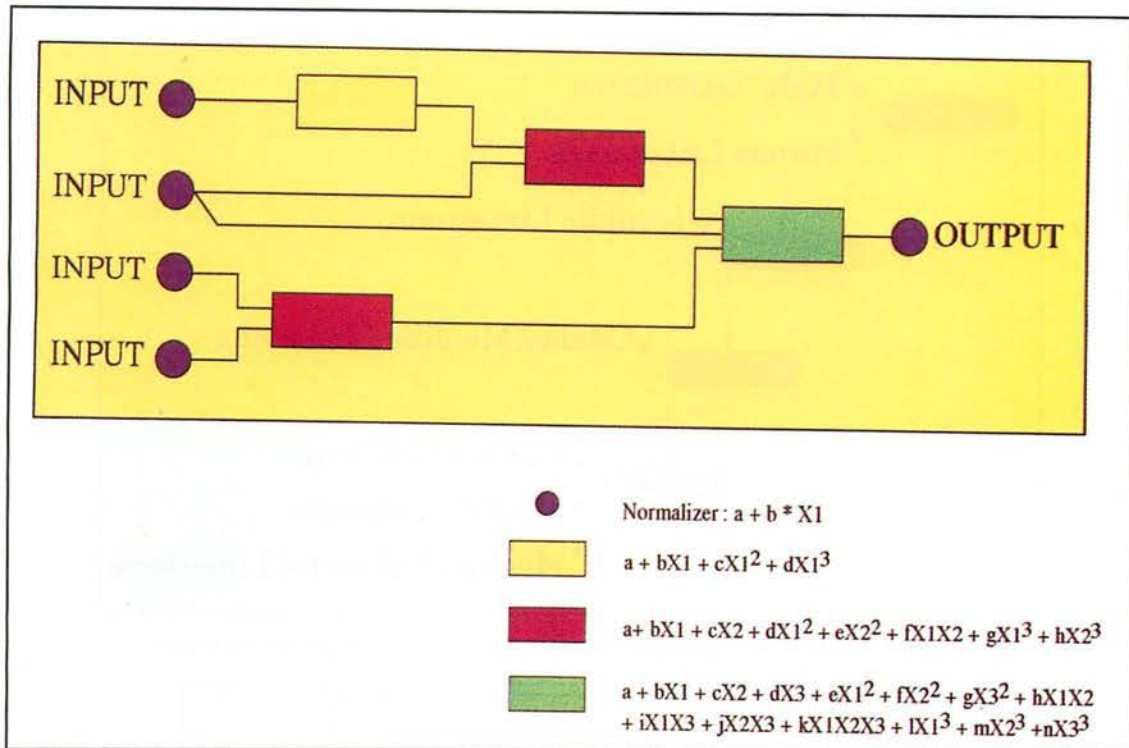 INPUT
INPUT
INPUT
INPUT
OUTPUT
Normalizer : a + b * X1
a + bX1 + cX1² + dX1³
a+ bX1 + cX2 + dX1² + eX2² + fX1X2 + gX1³ + hX2³
a + bX1 + cX2 + dX3 + eX1² + fX2² + gX3² + hX1X2
+ iX1X3 + jX2X3 + kX1X2X3 + lX1³ + mX2³ +nX3³